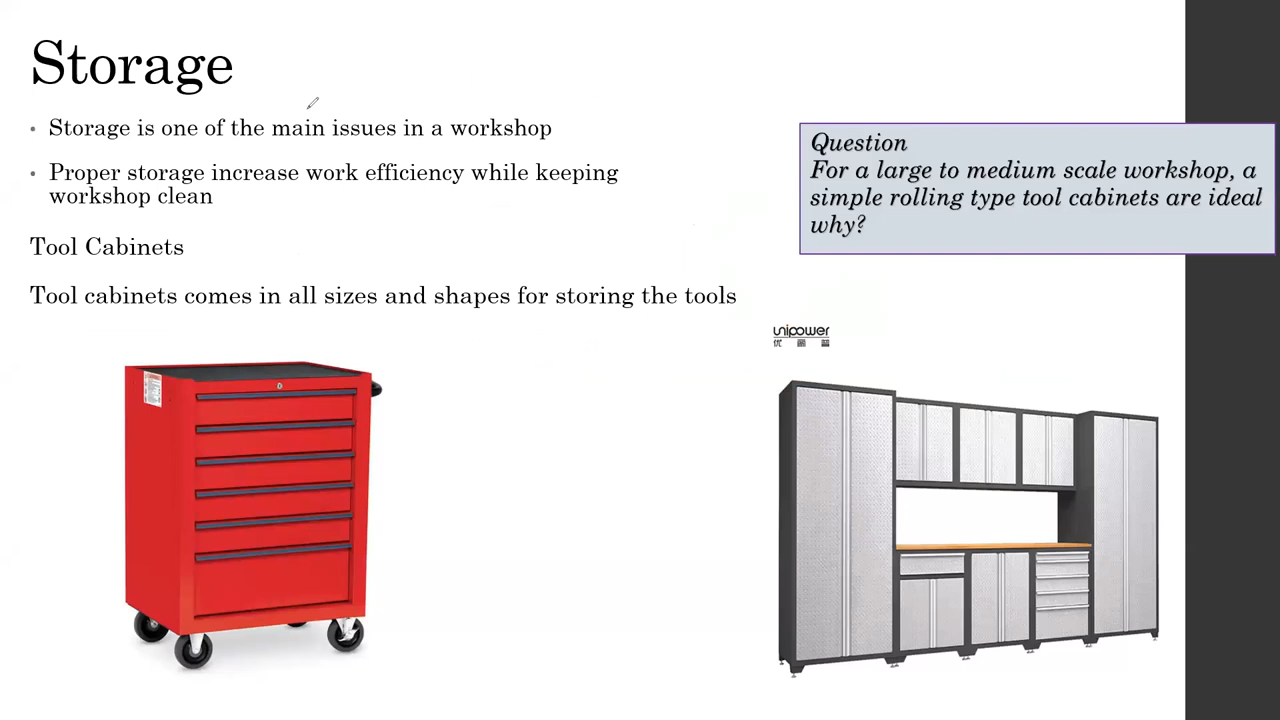 Storage
• Storage is one of the main issues in a workshop
• Proper storage increase work efficiency while keeping
workshop clean
Tool Cabinets
Tool cabinets comes in all sizes and shapes for storing the tools
Question
For a large to medium scale workshop, a
simple rolling type tool cabinets are ideal
why?
unipower
优